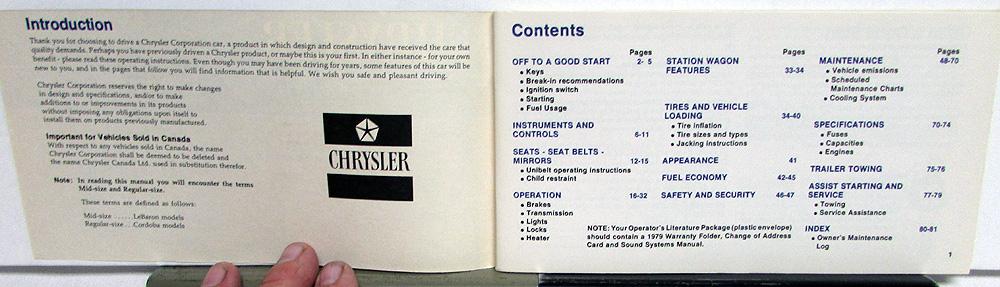 Introduction
Thank you for choosing to drive a Chrysler Corporation car, a product in which design and construction have received the care that
quality demands. Perhaps you have previously driven a Chrysler product, or maybe this is your first. In either instance - for your own
benefit - please read these operating instructions. Even though you may have been driving for years, some features of this car will be
new to you, and in the pages that follow you will find information that is helpful. We wish you safe and pleasant driving.
Chrysler Corporation reserves the right to make changes
in design and specifications, and/or to make
additions to or improvements in its products
without imposing any obligations upon itself to
install them on products previously manufactured.
Important for Vehicles Sold in Canada
With respect to any vehicles sold in Canada, the name
Chrysler Corporation shall be deemed to be deleted and
the name Chrysler Canada Ltd. used in substitution therefor.
Note: In reading this manual you will encounter the terms
Mid-size and Regular-size.
These terms are defined as follows:
Mid-size ......LeBaron models
Regular-size... Cordoba models
CHRYSLER
Contents
Pages
OFF TO A GOOD START 2- 5
• Keys
• Break-in recommendations
• Ignition switch
• Starting
• Fuel Usage
INSTRUMENTS AND
CONTROLS 6-11
SEATS - SEAT BELTS -
MIRRORS 12-15
• Unibelt operating instructions
• Child restraint
OPERATION 16-32
• Brakes
• Transmission
• Lights
• Locks
• Heater
Pages
STATION WAGON
FEATURES 33-34
TIRES AND VEHICLE
LOADING 34-40
• Tire inflation
• Tire sizes and types
• Jacking instructions
APPEARANCE 41
FUEL ECONOMY 42-45
SAFETY AND SECURITY 46-47
NOTE: Your Operator's Literature Package (plastic envelope)
should contain a 1979 Warranty Folder, Change of Address
Card and Sound Systems Manual.
Pages
MAINTENANCE 48-70
• Vehicle emissions
• Scheduled
Maintenance Charts
• Cooling System
SPECIFICATIONS 70-74
• Fuses
• Capacities
• Engines
TRAILER TOWING 75-76
ASSIST STARTING AND
SERVICE 77-79
• Towing
• Service Assistance
INDEX 80-81
• Owner's Maintenance
Log
1